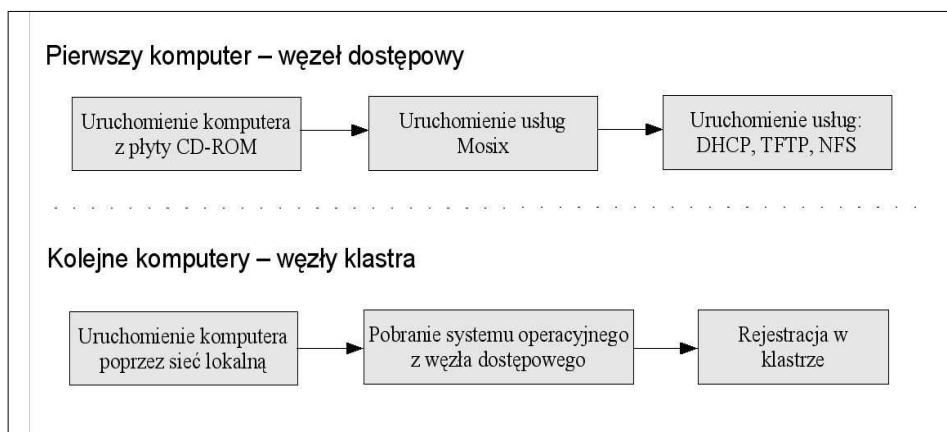 Pierwszy komputer – węzeł dostępowy
Uruchomienie komputera
z płyty CD-ROM
Uruchomienie usług
Mosix
Uruchomienie usług:
DHCP, TFTP, NFS
Kolejne komputery – węzły klastra
Uruchomienie komputera
poprzez sieć lokalną
Pobranie systemu operacyjnego
z węzła dostępowego
Rejestracja w
klastrze